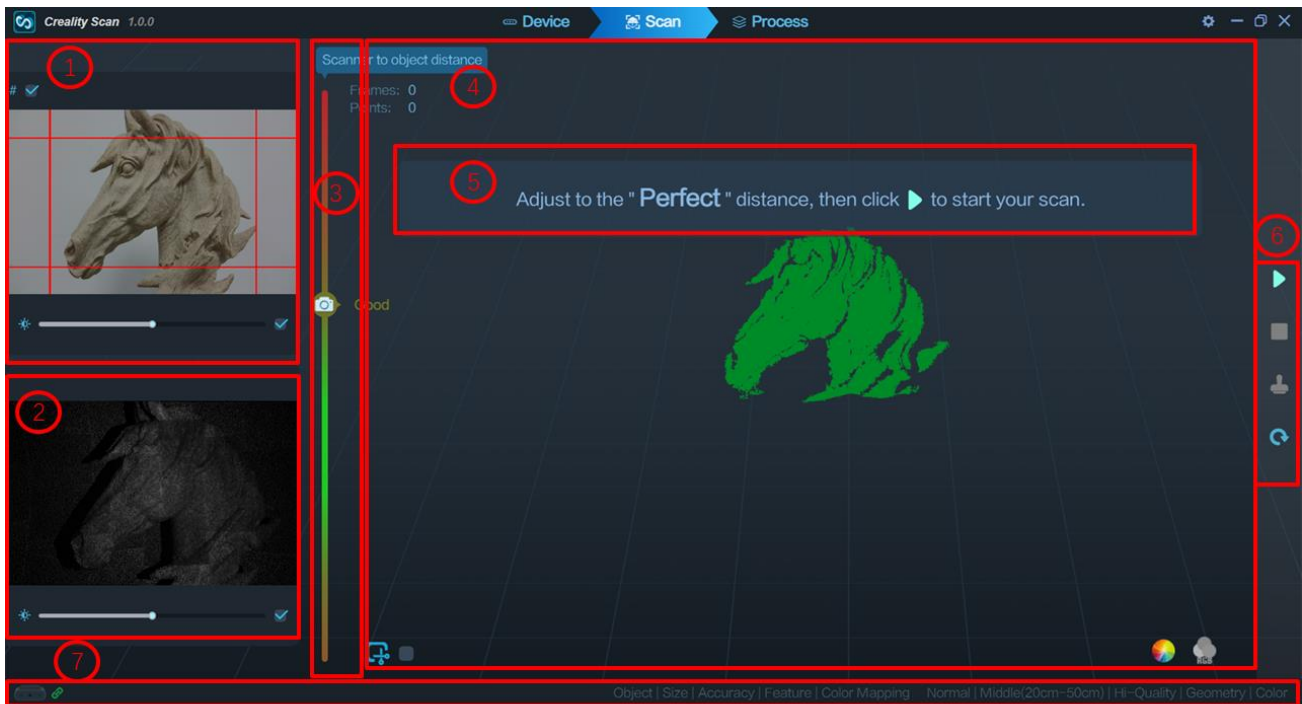 Creality Scan 1.0.0
Device
Scan
Process
①
#
②
③
Scanner to object distance
④
Frames: 0
Points: 0
⑤
Adjust to the " Perfect " distance, then click ▶ to start your scan.
Good
⑥
RGB
⑦
Object | Size | Accuracy | Feature | Color Mapping Normal | Middle(20cm-50cm) | Hi-Quality | Geometry | Color